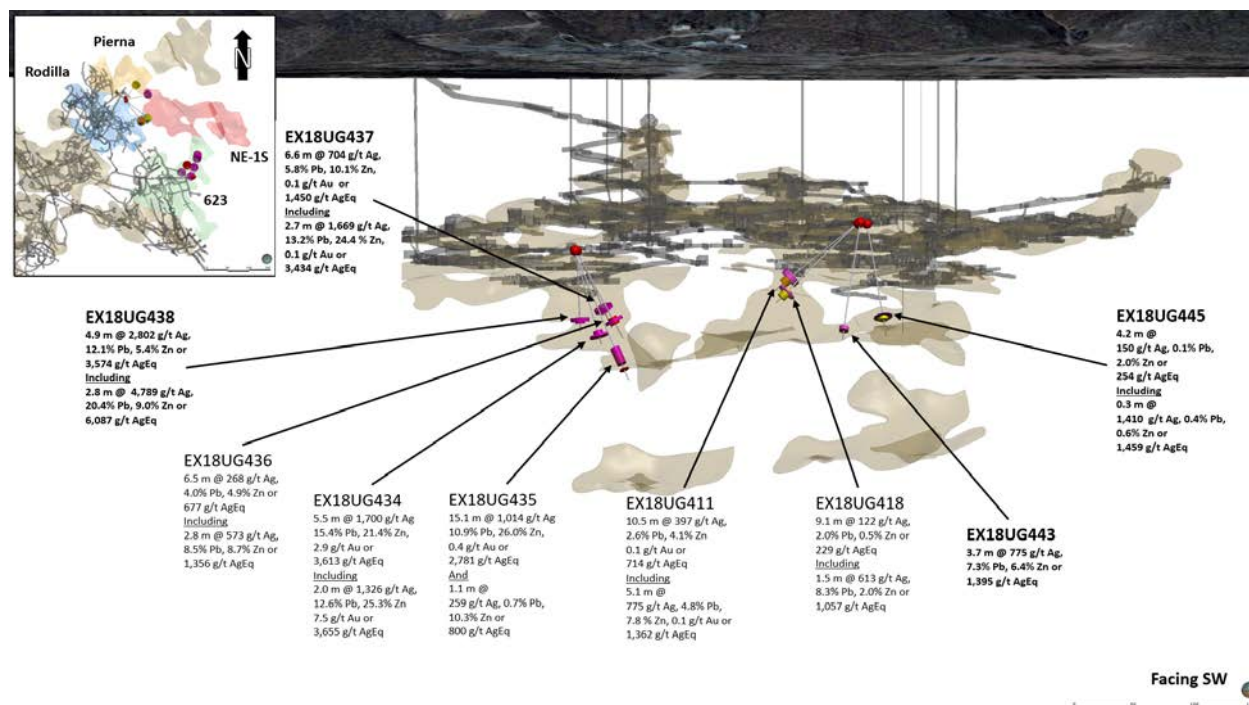 Pierna
Rodilla
N
NE-1S
623
EX18UG437
6.6 m @ 704 g/t Ag,
5.8% Pb, 10.1% Zn,
0.1 g/t Au or
1,450 g/t AgEq
Including
2.7 m @ 1,669 g/t Ag,
13.2% Pb, 24.4 % Zn,
0.1 g/t Au or
3,434 g/t AgEq
EX18UG438
4.9 m @ 2,802 g/t Ag,
12.1% Pb, 5.4% Zn or
3,574 g/t AgEq
Including
2.8 m @ 4,789 g/t Ag,
20.4% Pb, 9.0% Zn or
6,087 g/t AgEq
EX18UG436
6.5 m @ 268 g/t Ag,
4.0% Pb, 4.9% Zn or
677 g/t AgEq
Including
2.8 m @ 573 g/t Ag,
8.5% Pb, 8.7% Zn or
1,356 g/t AgEq
EX18UG434
5.5 m @ 1,700 g/t Ag
15.4% Pb, 21.4% Zn,
2.9 g/t Au or
3,613 g/t AgEq
Including
2.0 m @ 1,326 g/t Ag,
12.6% Pb, 25.3% Zn
7.5 g/t Au or
3,655 g/t AgEq
EX18UG435
15.1 m @ 1,014 g/t Ag
10.9% Pb, 26.0% Zn,
0.4 g/t Au or
2,781 g/t AgEq
And
1.1 m @
259 g/t Ag, 0.7% Pb,
10.3% Zn or
800 g/t AgEq
EX18UG411
10.5 m @ 397 g/t Ag,
2.6% Pb, 4.1% Zn
0.1 g/t Au or
714 g/t AgEq
Including
5.1 m @
775 g/t Ag, 4.8% Pb,
7.8 % Zn, 0.1 g/t Au or
1,362 g/t AgEq
EX18UG418
9.1 m @ 122 g/t Ag,
2.0% Pb, 0.5% Zn or
229 g/t AgEq
Including
1.5 m @ 613 g/t Ag,
8.3% Pb, 2.0% Zn or
1,057 g/t AgEq
EX18UG443
3.7 m @ 775 g/t Ag,
7.3% Pb, 6.4% Zn or
1,395 g/t AgEq
EX18UG445
4.2 m @
150 g/t Ag, 0.1% Pb,
2.0% Zn or
254 g/t AgEq
Including
0.3 m @
1,410 g/t Ag, 0.4% Pb,
0.6% Zn or
1,459 g/t AgEq
Facing SW